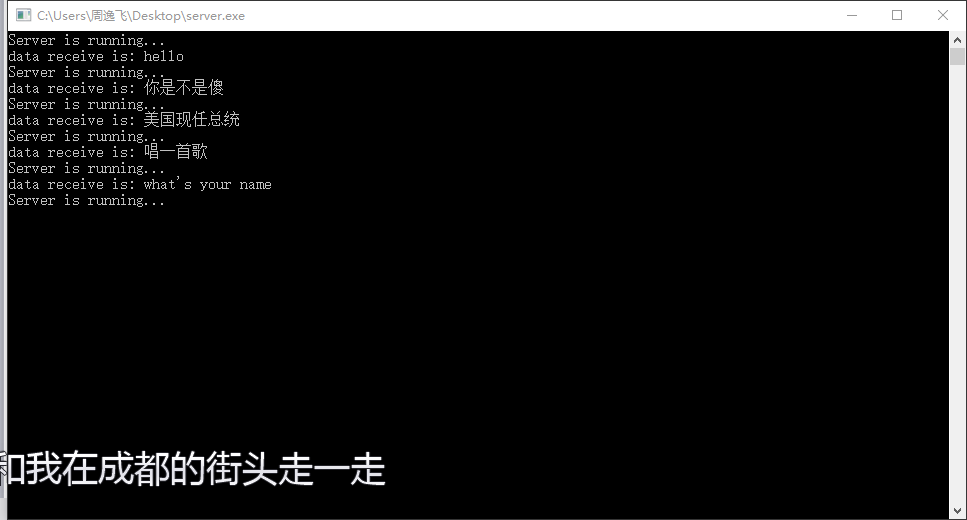 C:\Users\周逸飞\Desktop\server.exe
Server is running...
data receive is: hello
Server is running...
data receive is: 你是不是傻
Server is running...
data receive is: 美国现任总统
Server is running...
data receive is: 唱一首歌
Server is running...
data receive is: what's your name
Server is running...
和我在成都的街头走一走